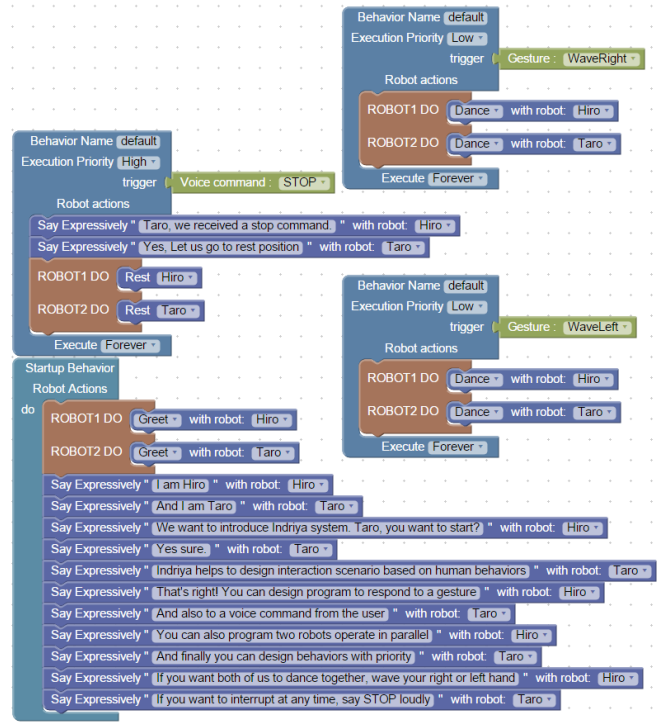 Behavior Name default
Execution Priority Low
trigger Gesture : WaveRight
Robot actions
ROBOT1 DO Dance with robot: Hiro
ROBOT2 DO Dance with robot: Taro
Execute Forever
Behavior Name default
Execution Priority High
trigger Voice command : STOP
Robot actions
Say Expressively " Taro, we received a stop command. " with robot: Hiro
Say Expressively " Yes, Let us go to rest position " with robot: Taro
ROBOT1 DO Rest Hiro
ROBOT2 DO Rest Taro
Execute Forever
Behavior Name default
Execution Priority Low
trigger Gesture : WaveLeft
Robot actions
ROBOT1 DO Dance with robot: Hiro
ROBOT2 DO Dance with robot: Taro
Execute Forever
Startup Behavior
Robot Actions
do
ROBOT1 DO Greet with robot: Hiro
ROBOT2 DO Greet with robot: Taro
Say Expressively " I am Hiro " with robot: Hiro
Say Expressively " And I am Taro " with robot: Taro
Say Expressively " We want to introduce Indriya system. Taro, you want to start? " with robot: Hiro
Say Expressively " Yes sure. " with robot: Taro
Say Expressively " Indriya helps to design interaction scenario based on human behaviors " with robot: Taro
Say Expressively " That's right! You can design program to respond to a gesture " with robot: Hiro
Say Expressively " And also to a voice command from the user " with robot: Taro
Say Expressively " You can also program two robots operate in parallel " with robot: Hiro
Say Expressively " And finally you can design behaviors with priority " with robot: Taro
Say Expressively " If you want both of us to dance together, wave your right or left hand " with robot: Hiro
Say Expressively " If you want to interrupt at any time, say STOP loudly " with robot: Taro